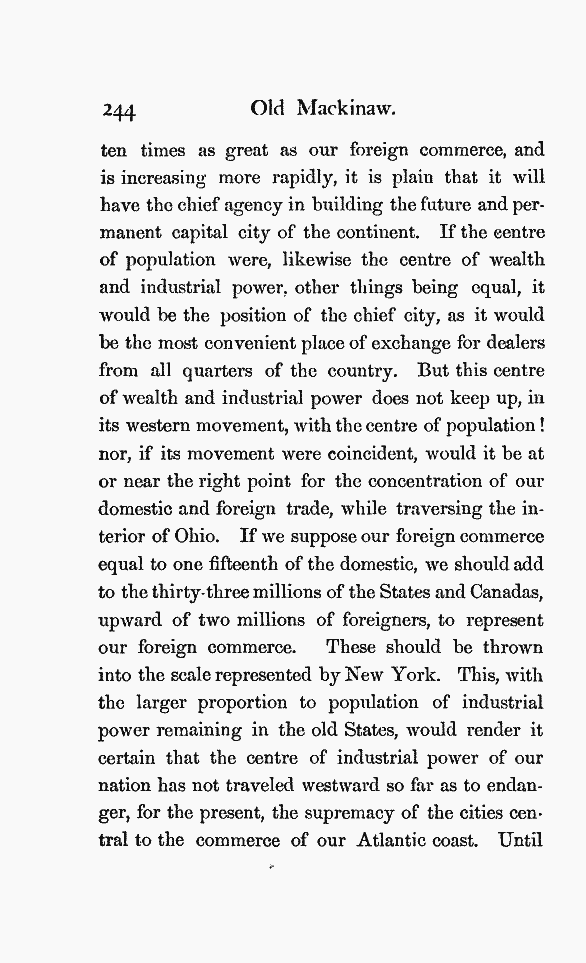 244 Old Mackinaw.
ten times as great as our foreign commerce, and
is increasing more rapidly, it is plain that it will
have the chief agency in building the future and per-
manent capital city of the continent. If the centre
of population were, likewise the centre of wealth
and industrial power, other things being equal, it
would be the position of the chief city, as it would
be the most convenient place of exchange for dealers
from all quarters of the country. But this centre
of wealth and industrial power does not keep up, in
its western movement, with the centre of population!
nor, if its movement were coincident, would it be at
or near the right point for the concentration of our
domestic and foreign trade, while traversing the in-
terior of Ohio. If we suppose our foreign commerce
equal to one fifteenth of the domestic, we should add
to the thirty-three millions of the States and Canadas,
upward of two millions of foreigners, to represent
our foreign commerce. These should be thrown
into the scale represented by New York. This, with
the larger proportion to population of industrial
power remaining in the old States, would render it
certain that the centre of industrial power of our
nation has not traveled westward so far as to endan-
ger, for the present, the supremacy of the cities cen-
tral to the commerce of our Atlantic coast. Until